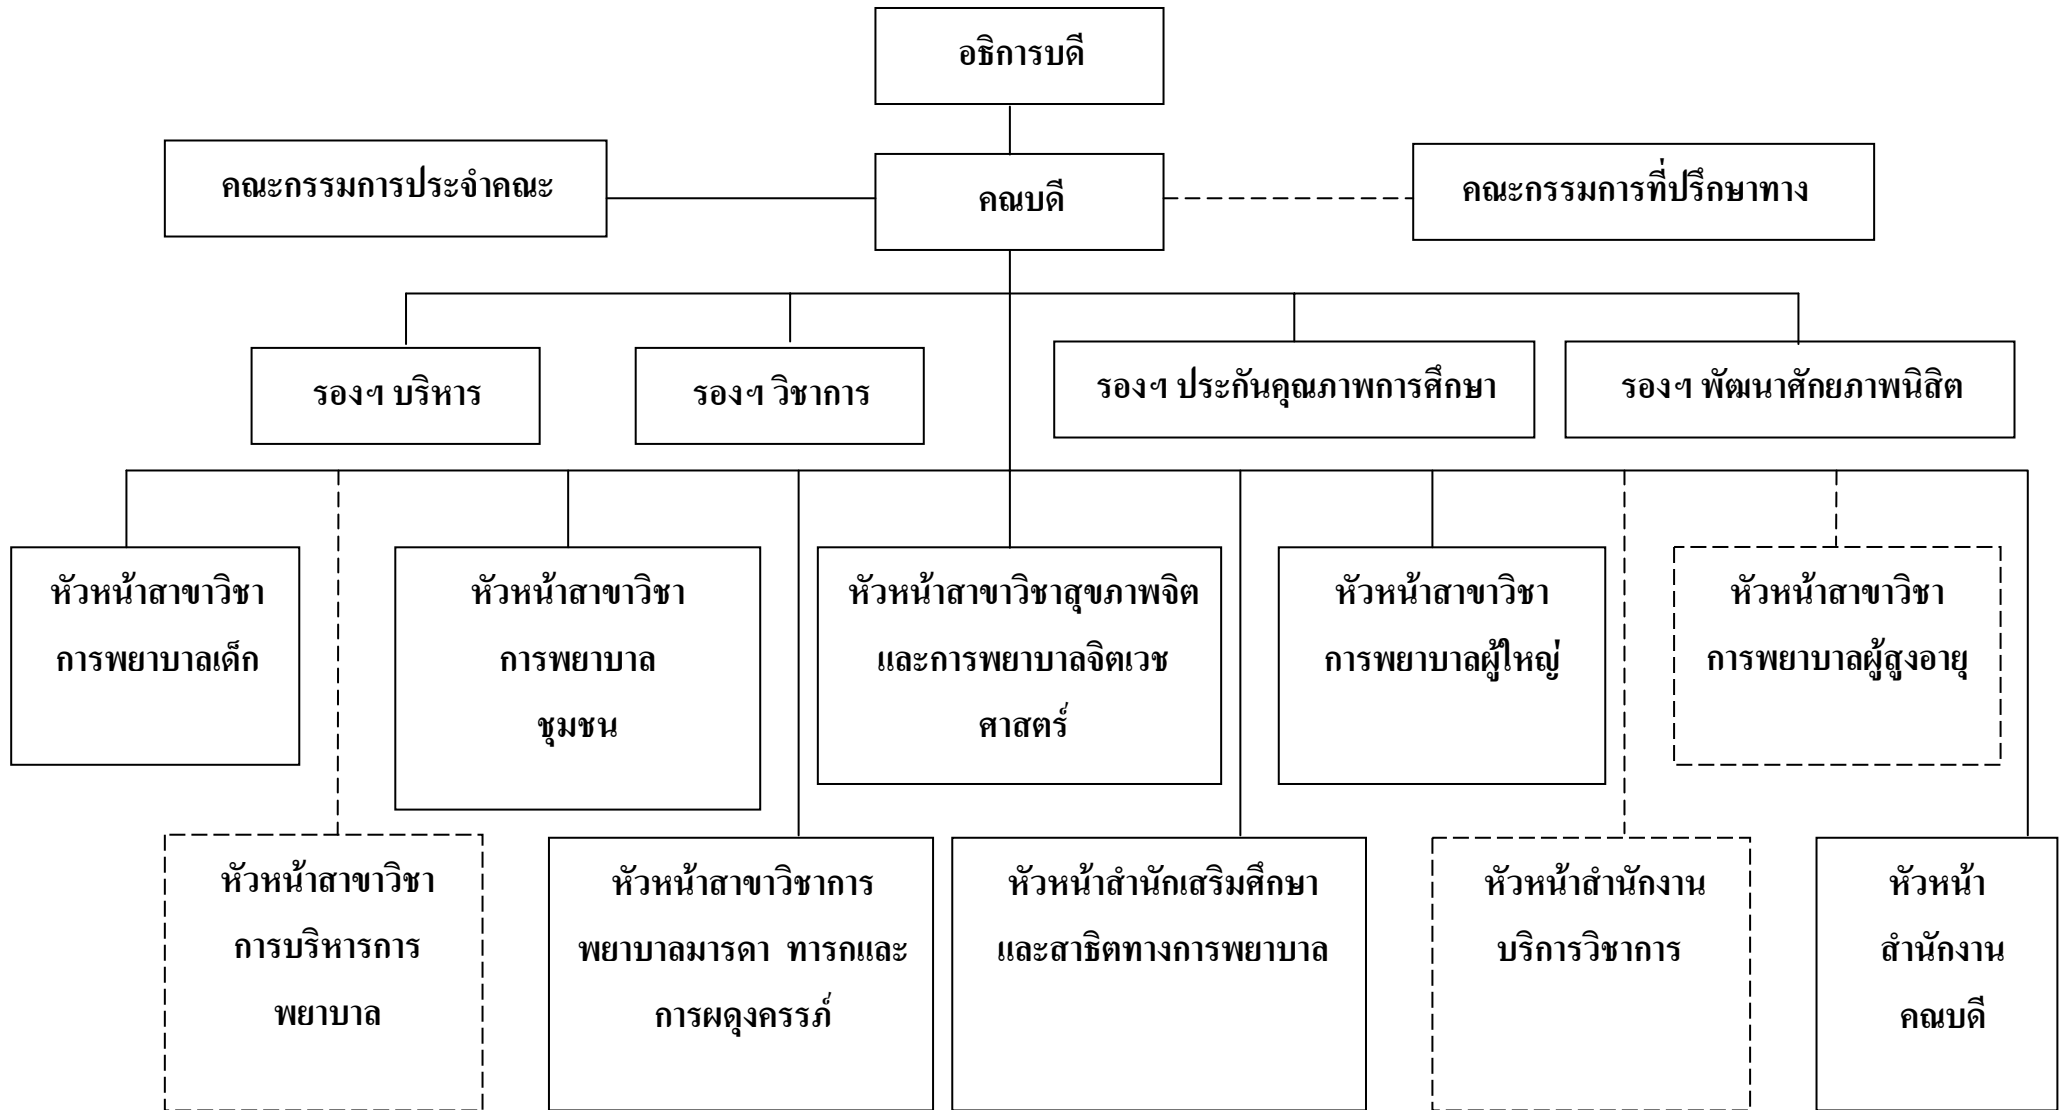 อธิการบดี
คณะกรรมการประจำคณะ
คณบดี
คณะกรรมการที่ปรึกษาทาง
รองฯ บริหาร
รองฯ วิชาการ
รองฯ ประกันคุณภาพการศึกษา
รองฯ พัฒนาศักยภาพนิสิต
หัวหน้าสาขาวิชา
การพยาบาลเด็ก
หัวหน้าสาขาวิชา
การพยาบาล
ชุมชน
หัวหน้าสาขาวิชาสุขภาพจิต
และการพยาบาลจิตเวช
ศาสตร์
หัวหน้าสาขาวิชา
การพยาบาลผู้ใหญ่
หัวหน้าสาขาวิชา
การพยาบาลผู้สูงอายุ
หัวหน้าสาขาวิชา
การบริหารการ
พยาบาล
หัวหน้าสาขาวิชาการ
พยาบาลมารดา ทารกและ
การผดุงครรภ์
หัวหน้าสำนักเสริมศึกษา
และสาธิตทางการพยาบาล
หัวหน้าสำนักงาน
บริการวิชาการ
หัวหน้า
สำนักงาน
คณบดี